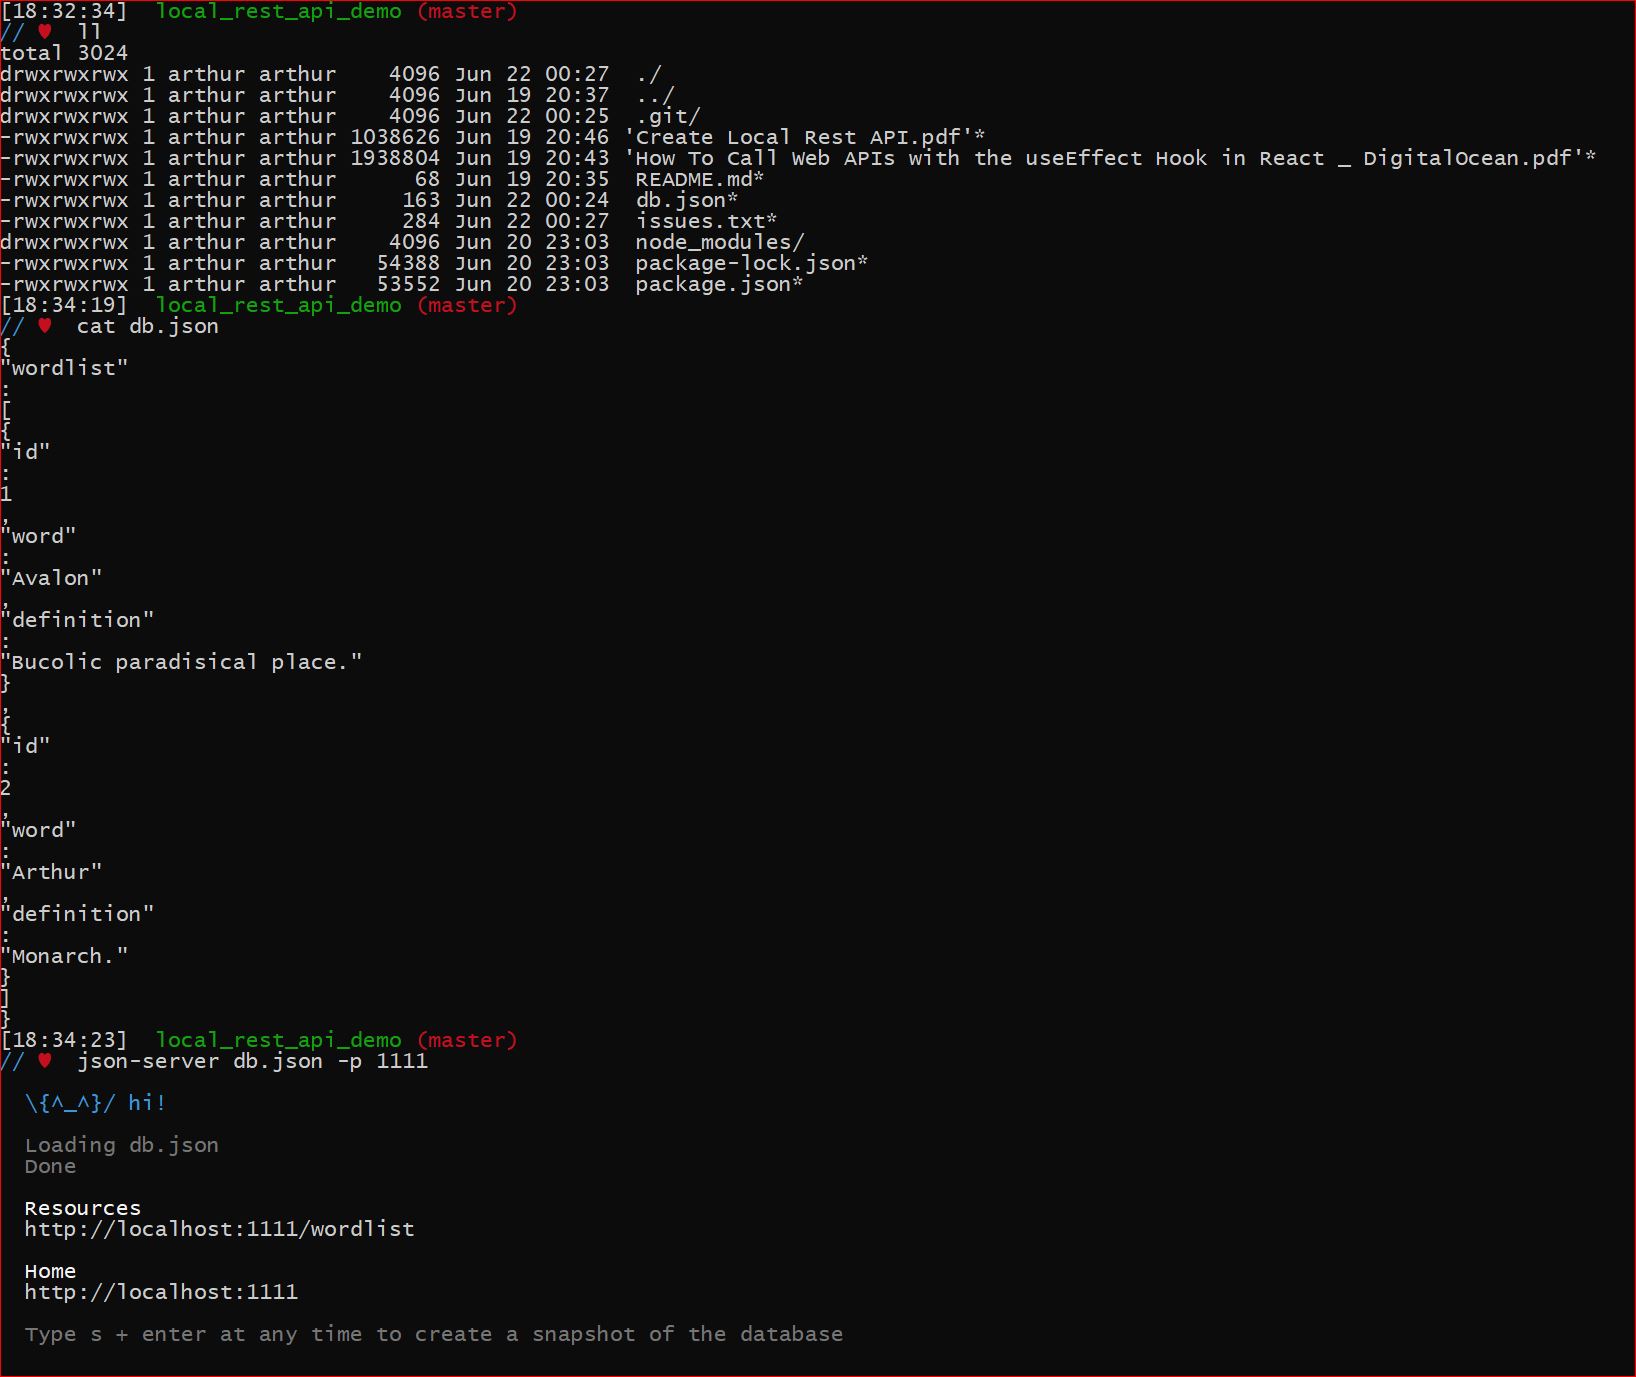 [18:32:34]  local_rest_api_demo (master)
// ♥  ll
total 3024
drwxrwxrwx 1 arthur arthur    4096 Jun 22 00:27  ./
drwxrwxrwx 1 arthur arthur    4096 Jun 19 20:37  ../
drwxrwxrwx 1 arthur arthur    4096 Jun 22 00:25  .git/
-rwxrwxrwx 1 arthur arthur 1038626 Jun 19 20:46 'Create Local Rest API.pdf'*
-rwxrwxrwx 1 arthur arthur 1938804 Jun 19 20:43 'How To Call Web APIs with the useEffect Hook in React _ DigitalOcean.pdf'*
-rwxrwxrwx 1 arthur arthur      68 Jun 19 20:35  README.md*
-rwxrwxrwx 1 arthur arthur     163 Jun 22 00:24  db.json*
-rwxrwxrwx 1 arthur arthur     284 Jun 22 00:27  issues.txt*
drwxrwxrwx 1 arthur arthur    4096 Jun 20 23:03  node_modules/
-rwxrwxrwx 1 arthur arthur   54388 Jun 20 23:03  package-lock.json*
-rwxrwxrwx 1 arthur arthur   53552 Jun 20 23:03  package.json*
[18:34:19]  local_rest_api_demo (master)
// ♥  cat db.json
{
"wordlist"
:
[
{
"id"
:
1
,
"word"
:
"Avalon"
,
"definition"
:
"Bucolic paradisical place."
}
,
{
"id"
:
2
,
"word"
:
"Arthur"
,
"definition"
:
"Monarch."
}
]
}
[18:34:23]  local_rest_api_demo (master)
// ♥  json-server db.json -p 1111
\{^_^}/ hi!
Loading db.json
Done
Resources
http://localhost:1111/wordlist
Home
http://localhost:1111
Type s + enter at any time to create a snapshot of the database